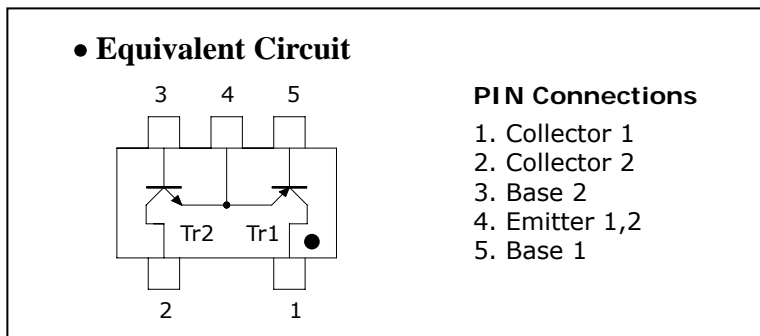 • Equivalent Circuit
3 4 5
Tr2 Tr1
2 1
PIN Connections
1. Collector 1
2. Collector 2
3. Base 2
4. Emitter 1,2
5. Base 1